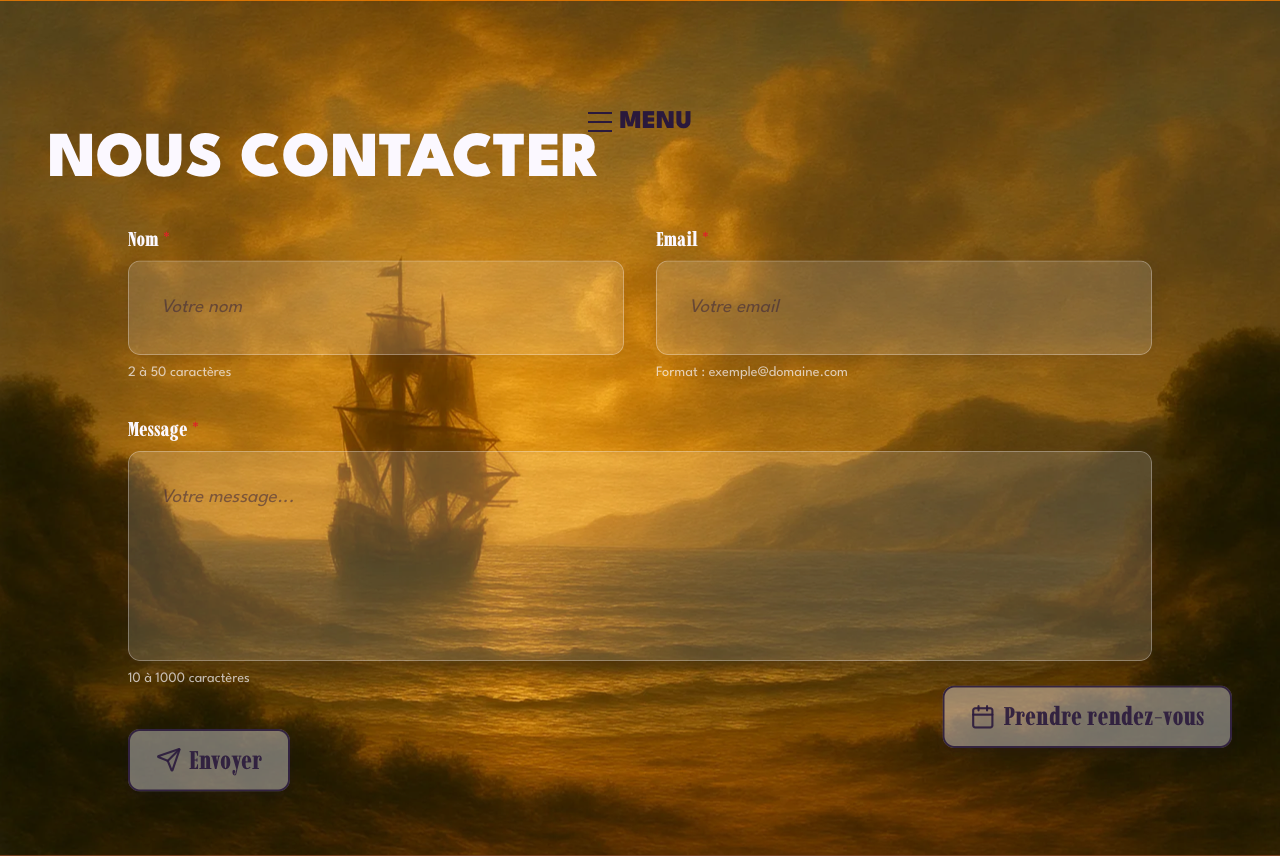 MENU
NOUS CONTACTER
Nom *
Email *
Votre nom
Votre email
2 à 50 caractères
Format : exemple@domaine.com
Message *
Votre message...
10 à 1000 caractères
Prendre rendez-vous
Envoyer